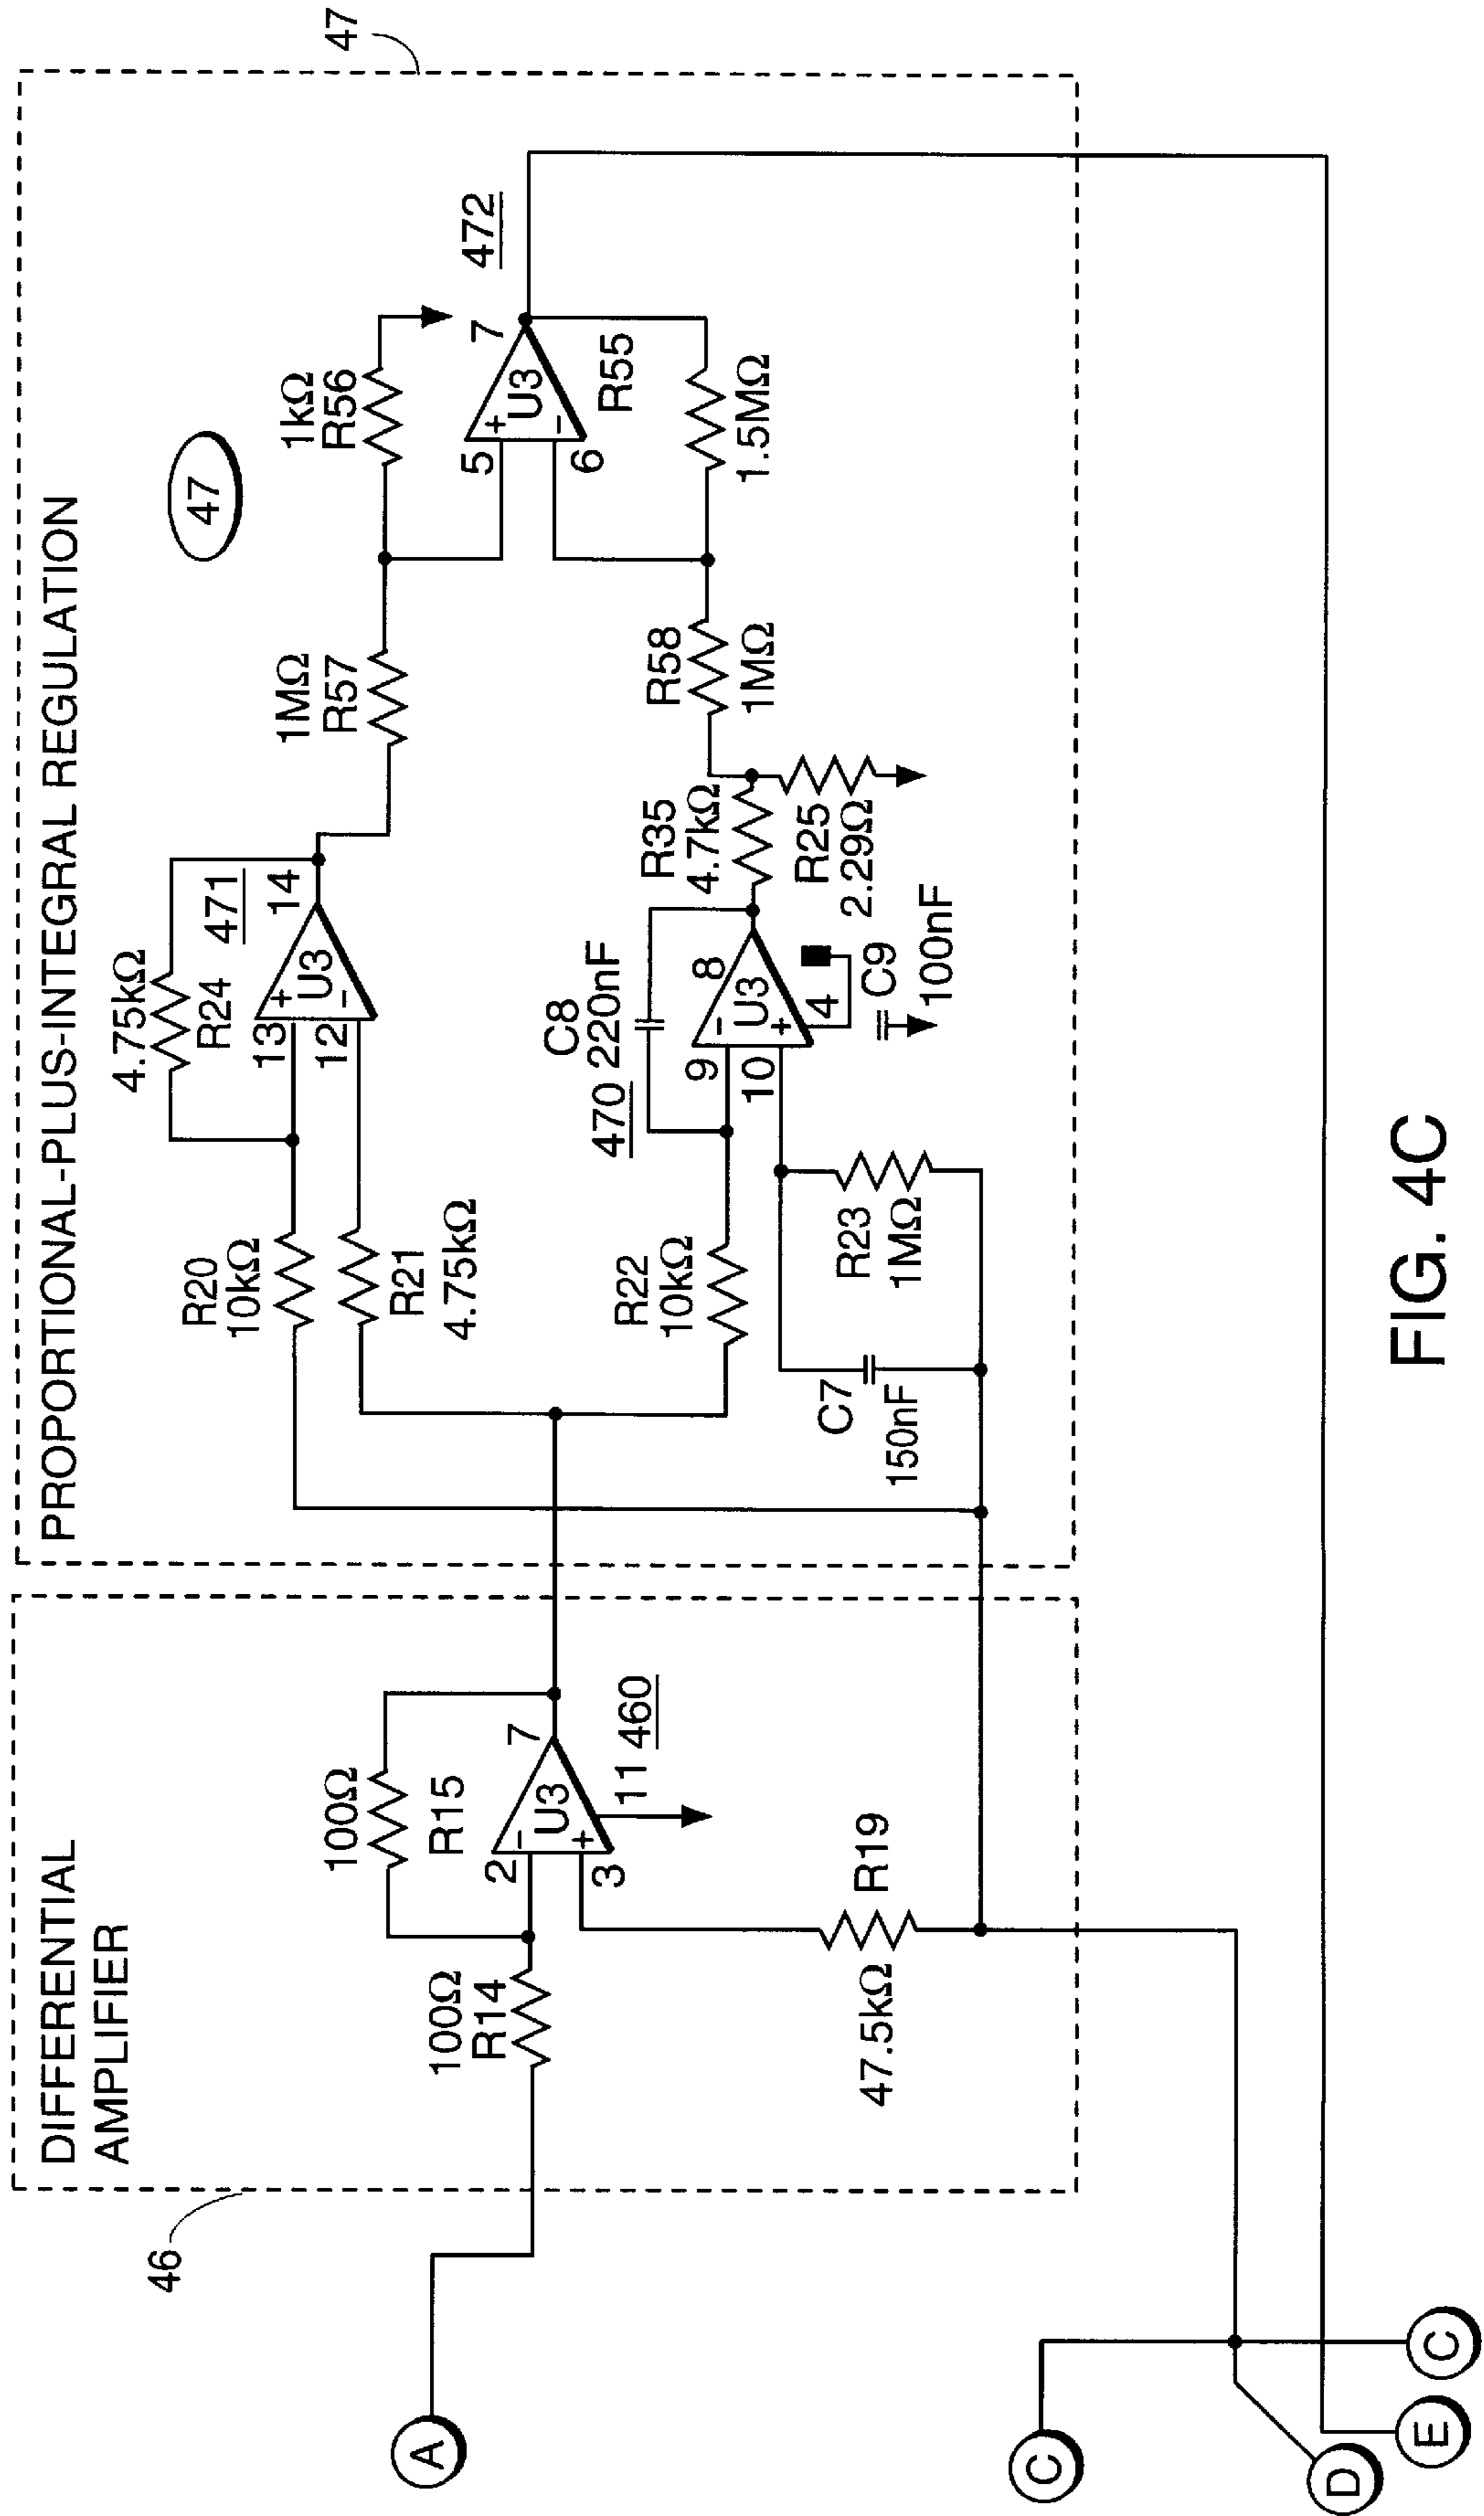 PROPORTIONAL-PLUS-INTEGRAL REGULATION
47
47
DIFFERENTIAL
AMPLIFIER
46
A
100Ω
R14
100Ω
R15
2
3
−
+
U3
7
11
460
47.5kΩ
R19
R20
10kΩ
4.75kΩ
R24
471
13
12
+
−
U3
14
R21
4.75kΩ
1MΩ
R57
1kΩ
R56
472
5
6
+
−
U3
7
R55
1.5MΩ
R58
1MΩ
R22
10kΩ
470
C8
220nF
9
10
−
+
U3
8
4
R35
4.7kΩ
R25
2.29Ω
C9
100nF
R23
1MΩ
C7
150nF
C
D
E
C
FIG. 4C